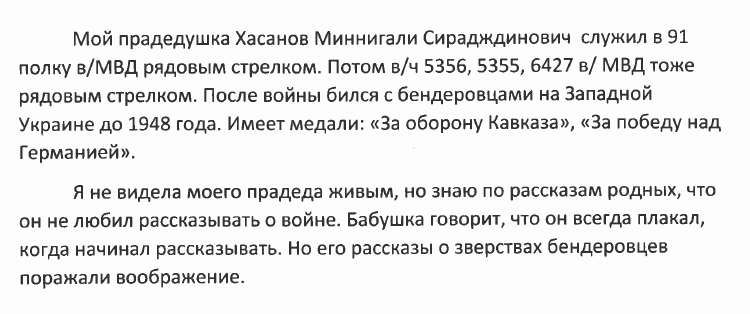 Мой прадедушка Хасанов Миннигали Сирадждинович служил в 91
полку в/МВД рядовым стрелком. Потом в/ч 5356, 5355, 6427 в/ МВД тоже
рядовым стрелком. После войны бился с бендеровцами на Западной
Украине до 1948 года. Имеет медали: «За оборону Кавказа», «За победу над
Германией».
Я не видела моего прадеда живым, но знаю по рассказам родных, что
он не любил рассказывать о войне. Бабушка говорит, что он всегда плакал,
когда начинал рассказывать. Но его рассказы о зверствах бендеровцев
поражали воображение.